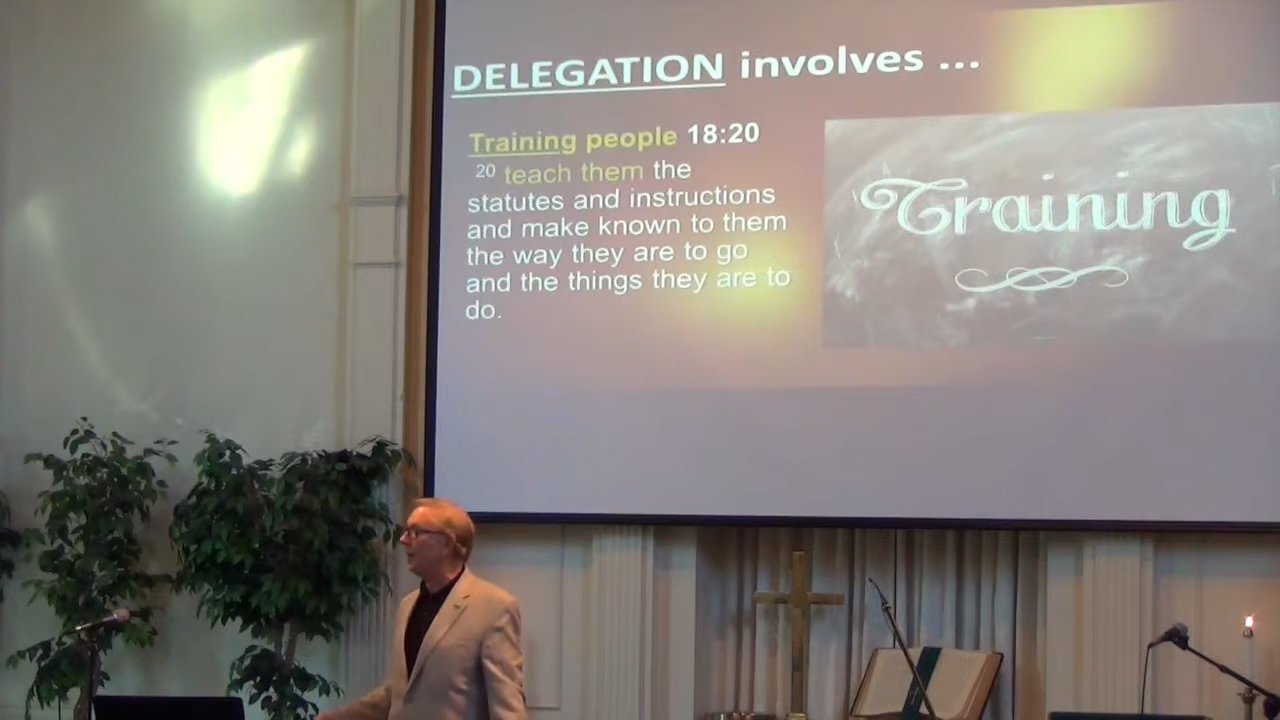 DELEGATION involves ...
Training people 18:20
20 teach them the
statutes and instructions
and make known to them
the way they are to go
and the things they are to
do.
Training